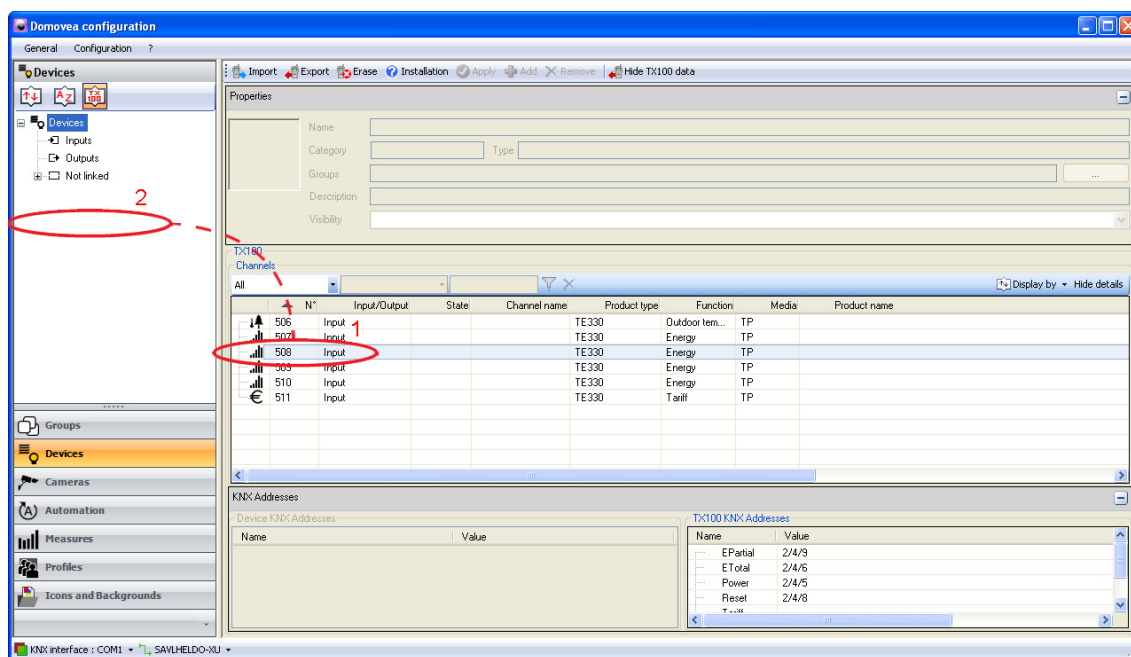 Domovea configuration
General Configuration ?
Devices
Import Export Erase Installation Apply Add Remove Hide TX100 data
TX 100
A Z
Properties
Devices
Inputs
Outputs
Not linked
Name
Category Type
Groups ...
Description
Visibility
2
TX100
Channels
All Display by Hide details
N° Input/Output State Channel name Product type Function Media Product name
506 Input TE330 Outdoor tem... TP
1
507 Input TE330 Energy TP
508 Input TE330 Energy TP
509 Input TE330 Energy TP
510 Input TE330 Energy TP
511 Input TE330 Tariff TP
Groups
Devices
Cameras
Automation
Measures
Profiles
Icons and Backgrounds
KNX Addresses
Device KNX Addresses
Name Value
TX100 KNX Addresses
Name Value
EPartial 2/4/9
ETotal 2/4/6
Power 2/4/5
Reset 2/4/8
Tariff
KNX interface : COM1 SAVLHELDO-XU